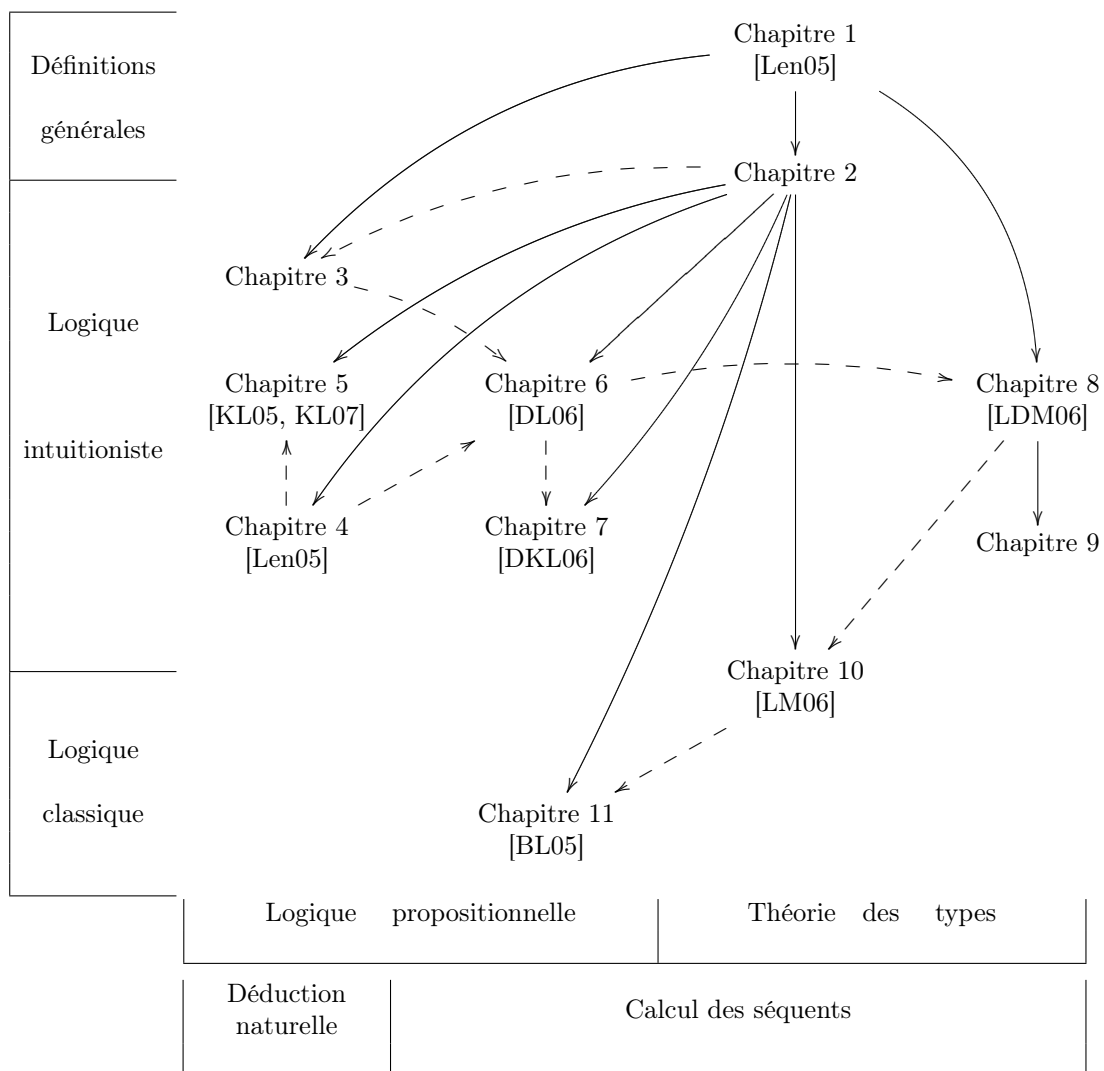 Chapitre 1
[Len05]
Définitions
générales
Chapitre 2
Chapitre 3
Logique
intuitioniste
Chapitre 5
[KL05, KL07]
Chapitre 6
[DL06]
Chapitre 8
[LDM06]
Chapitre 4
[Len05]
Chapitre 7
[DKL06]
Chapitre 9
Chapitre 10
[LM06]
Logique
classique
Chapitre 11
[BL05]
Logique propositionnelle
Théorie des types
Déduction
naturelle
Calcul des séquents